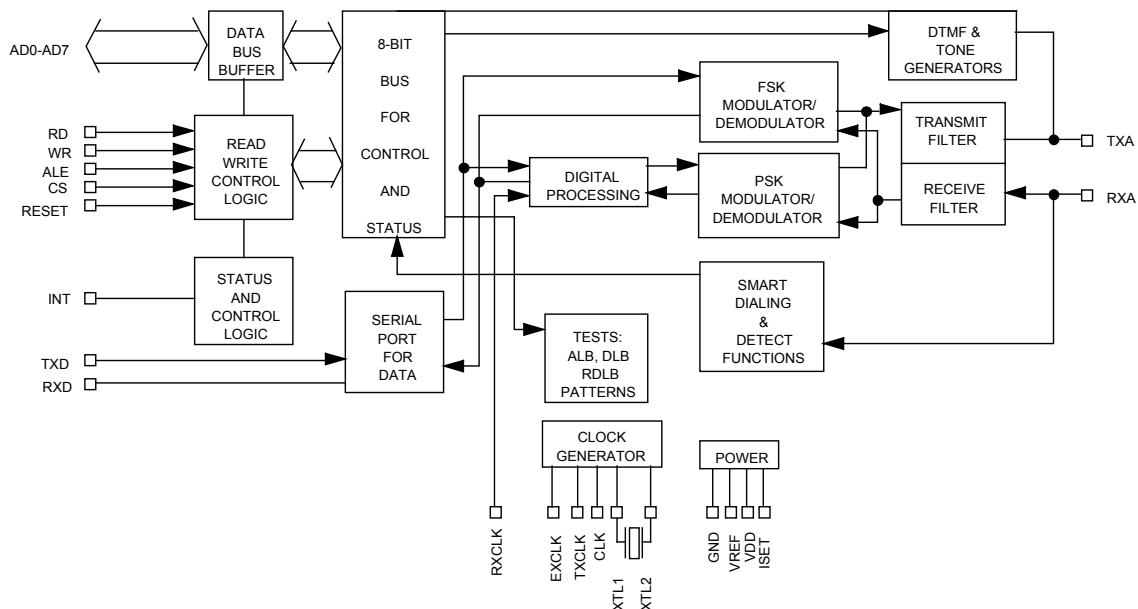 AD0-AD7
DATA
BUS
BUFFER
8-BIT
BUS
FOR
CONTROL
AND
STATUS
DTMF &
TONE
GENERATORS
FSK
MODULATOR/
DEMODULATOR
TRANSMIT
FILTER
TXA
RD
WR
ALE
CS
RESET
READ
WRITE
CONTROL
LOGIC
DIGITAL
PROCESSING
PSK
MODULATOR/
DEMODULATOR
RECEIVE
FILTER
RXA
INT
STATUS
AND
CONTROL
LOGIC
SERIAL
PORT
FOR
DATA
TXD
RXD
TESTS:
ALB, DLB
RDLB
PATTERNS
SMART
DIALING
&
DETECT
FUNCTIONS
CLOCK
GENERATOR
POWER
RXCLK
EXCLK
TXCLK
CLK
XTL1
XTL2
GND
VREF
VDD
ISET